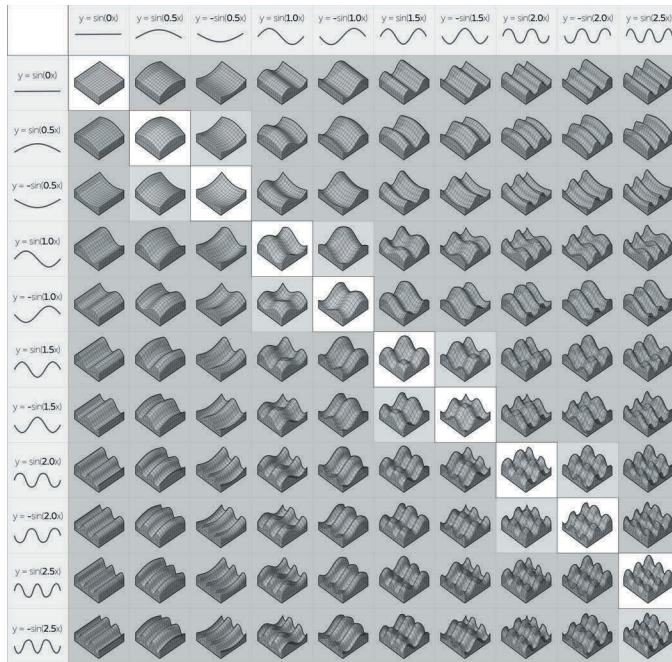 y = sin(0x) y = sin(0.5x) y = -sin(0.5x) y = sin(1.0x) y = -sin(1.0x) y = sin(1.5x) y = -sin(1.5x) y = sin(2.0x) y = -sin(2.0x) y = sin(2.5x)
y = sin(0x)
y = sin(0.5x)
y = -sin(0.5x)
y = sin(1.0x)
y = -sin(1.0x)
y = sin(1.5x)
y = -sin(1.5x)
y = sin(2.0x)
y = -sin(2.0x)
y = sin(2.5x)
y = -sin(2.5x)